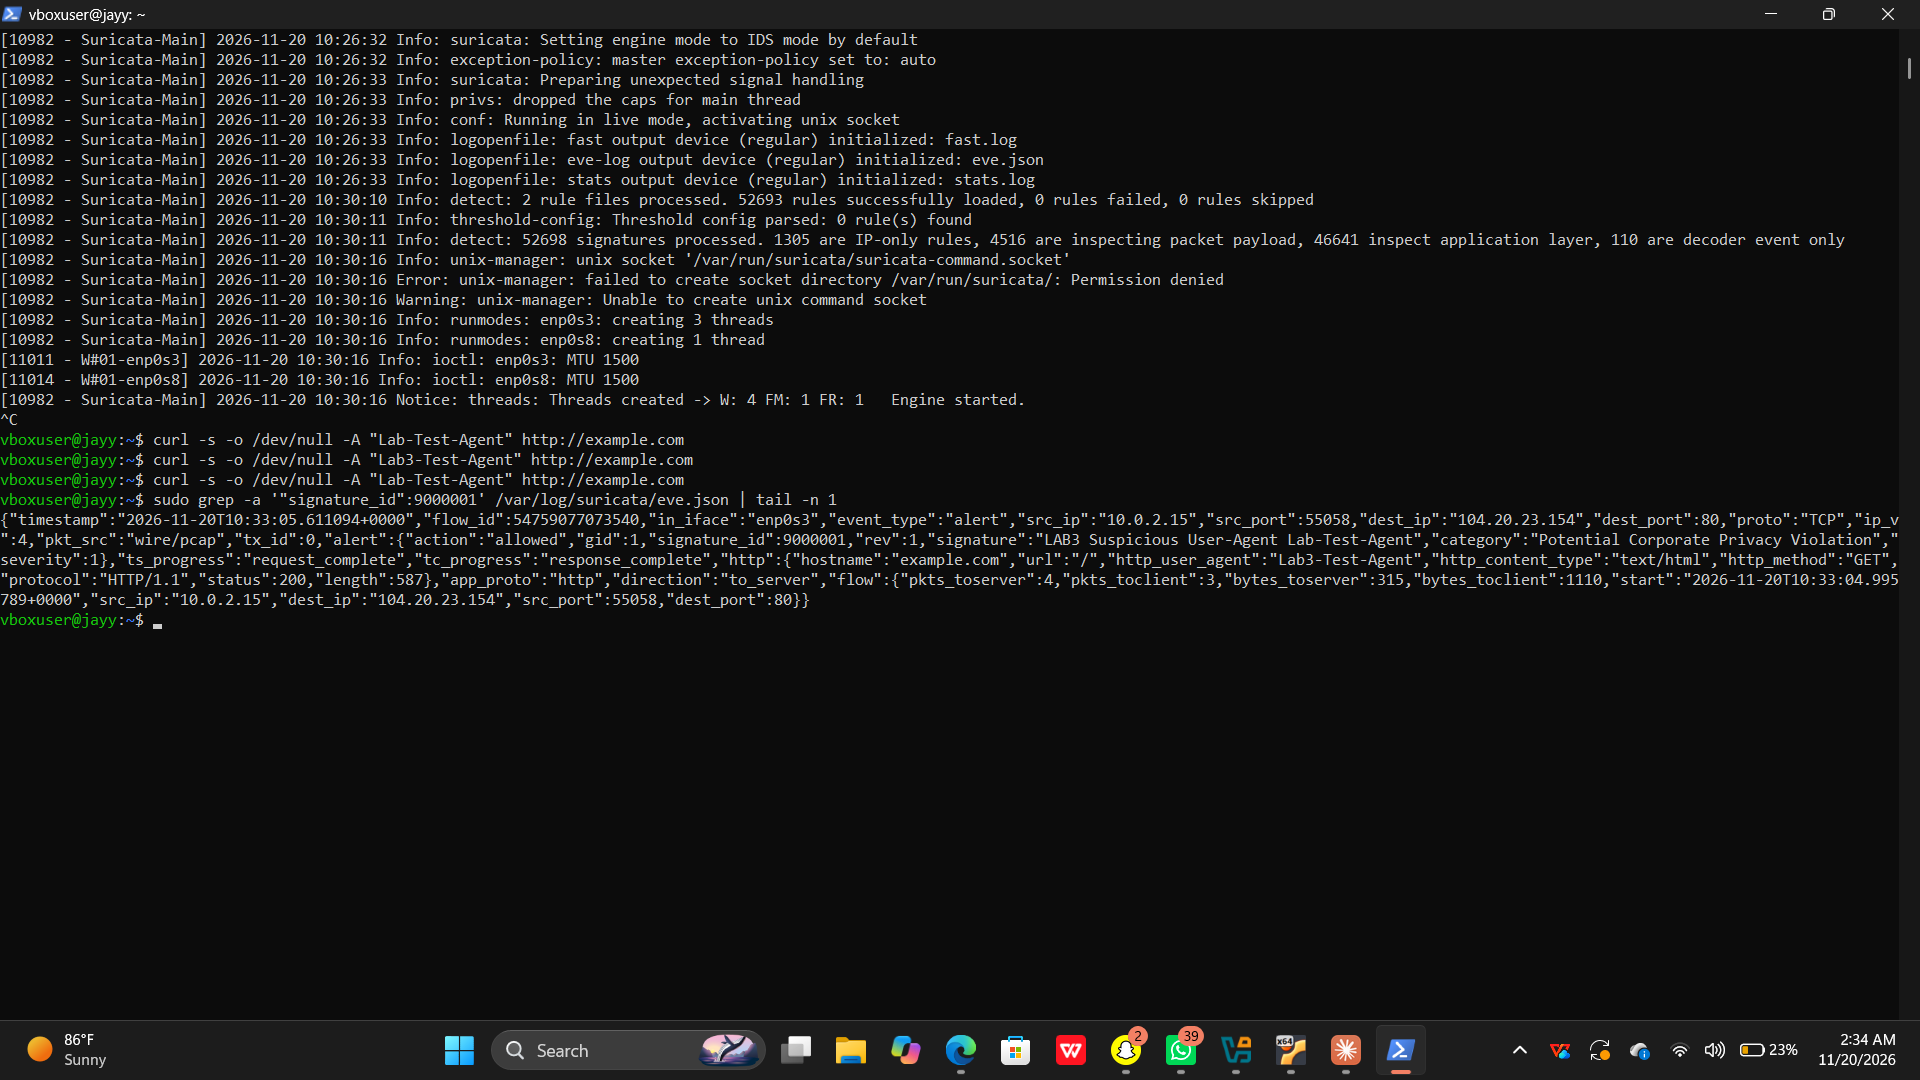 vboxuser@jayy: ~
[10982 - Suricata-Main] 2026-11-20 10:26:32 Info: suricata: Setting engine mode to IDS mode by default
[10982 - Suricata-Main] 2026-11-20 10:26:32 Info: exception-policy: master exception-policy set to: auto
[10982 - Suricata-Main] 2026-11-20 10:26:33 Info: suricata: Preparing unexpected signal handling
[10982 - Suricata-Main] 2026-11-20 10:26:33 Info: privs: dropped the caps for main thread
[10982 - Suricata-Main] 2026-11-20 10:26:33 Info: conf: Running in live mode, activating unix socket
[10982 - Suricata-Main] 2026-11-20 10:26:33 Info: logopenfile: fast output device (regular) initialized: fast.log
[10982 - Suricata-Main] 2026-11-20 10:26:33 Info: logopenfile: eve-log output device (regular) initialized: eve.json
[10982 - Suricata-Main] 2026-11-20 10:26:33 Info: logopenfile: stats output device (regular) initialized: stats.log
[10982 - Suricata-Main] 2026-11-20 10:30:10 Info: detect: 2 rule files processed. 52693 rules successfully loaded, 0 rules failed, 0 rules skipped
[10982 - Suricata-Main] 2026-11-20 10:30:11 Info: threshold-config: Threshold config parsed: 0 rule(s) found
[10982 - Suricata-Main] 2026-11-20 10:30:11 Info: detect: 52698 signatures processed. 1305 are IP-only rules, 4516 are inspecting packet payload, 46641 inspect application layer, 110 are decoder event only
[10982 - Suricata-Main] 2026-11-20 10:30:16 Info: unix-manager: unix socket '/var/run/suricata/suricata-command.socket'
[10982 - Suricata-Main] 2026-11-20 10:30:16 Error: unix-manager: failed to create socket directory /var/run/suricata/: Permission denied
[10982 - Suricata-Main] 2026-11-20 10:30:16 Warning: unix-manager: Unable to create unix command socket
[10982 - Suricata-Main] 2026-11-20 10:30:16 Info: runmodes: enp0s3: creating 3 threads
[10982 - Suricata-Main] 2026-11-20 10:30:16 Info: runmodes: enp0s8: creating 1 thread
[11011 - W#01-enp0s3] 2026-11-20 10:30:16 Info: ioctl: enp0s3: MTU 1500
[11014 - W#01-enp0s8] 2026-11-20 10:30:16 Info: ioctl: enp0s8: MTU 1500
[10982 - Suricata-Main] 2026-11-20 10:30:16 Notice: threads: Threads created -> W: 4 FM: 1 FR: 1   Engine started.
^C
vboxuser@jayy:~$ curl -s -o /dev/null -A "Lab-Test-Agent" http://example.com
vboxuser@jayy:~$ curl -s -o /dev/null -A "Lab3-Test-Agent" http://example.com
vboxuser@jayy:~$ curl -s -o /dev/null -A "Lab-Test-Agent" http://example.com
vboxuser@jayy:~$ sudo grep -a '"signature_id":9000001' /var/log/suricata/eve.json | tail -n 1
{"timestamp":"2026-11-20T10:33:05.611094+0000","flow_id":54759077073540,"in_iface":"enp0s3","event_type":"alert","src_ip":"10.0.2.15","src_port":55058,"dest_ip":"104.20.23.154","dest_port":80,"proto":"TCP","ip_v
":4,"pkt_src":"wire/pcap","tx_id":0,"alert":{"action":"allowed","gid":1,"signature_id":9000001,"rev":1,"signature":"LAB3 Suspicious User-Agent Lab-Test-Agent","category":"Potential Corporate Privacy Violation","
severity":1},"ts_progress":"request_complete","tc_progress":"response_complete","http":{"hostname":"example.com","url":"/","http_user_agent":"Lab3-Test-Agent","http_content_type":"text/html","http_method":"GET",
"protocol":"HTTP/1.1","status":200,"length":587},"app_proto":"http","direction":"to_server","flow":{"pkts_toserver":4,"pkts_toclient":3,"bytes_toserver":315,"bytes_toclient":1110,"start":"2026-11-20T10:33:04.995
789+0000","src_ip":"10.0.2.15","dest_ip":"104.20.23.154","src_port":55058,"dest_port":80}}
vboxuser@jayy:~$
86°F
Sunny
Search
x64
2
39
23%
2:34 AM
11/20/2026